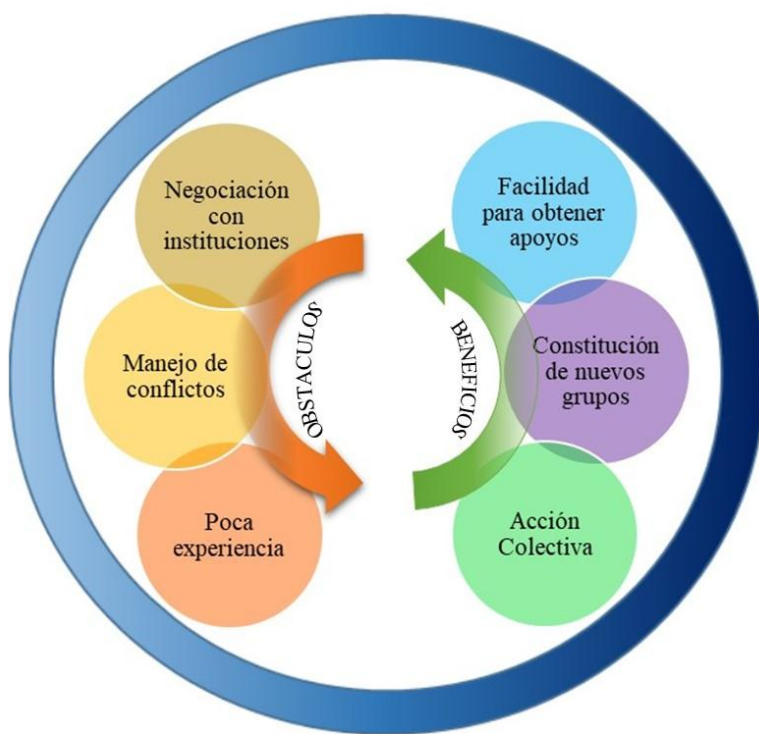 Negociación
con
instituciones
Manejo de
conflictos
Poca
experiencia
OBSTACULOS
BENEFICIOS
Facilidad
para obtener
apoyos
Constitución
de nuevos
grupos
Acción
Colectiva